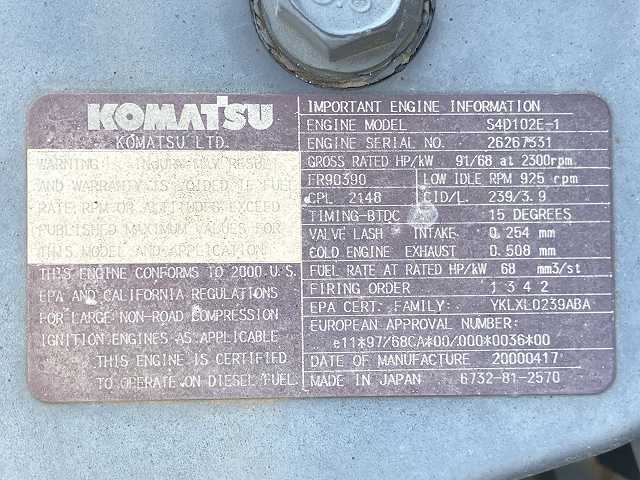 KOMATSU
KOMATSU LTD.
WARNING: INJURY MAY RESULT
AND WARRANTY IS VOIDED IF FUEL
RATE RPM OR ALTITUDES EXCEED
PUBLISHED MAXIMUM VALUES FOR
THIS MODEL AND APPLICATION.
THIS ENGINE CONFORMS TO 2000 U.S.
EPA AND CALIFORNIA REGULATIONS
FOR LARGE NON-ROAD COMPRESSION
IGNITION ENGINES AS APPLICABLE
THIS ENGINE IS CERTIFIED
TO OPERATE ON DIESEL FUEL.
IMPORTANT ENGINE INFORMATION
ENGINE MODEL S4D102E-1
ENGINE SERIAL NO. 26267531
GROSS RATED HP/kW 91/68 at 2300rpm
FR90390 LOW IDLE RPM 925 rpm
CPL 2148 CID/L. 239/3.9
TIMING-BTDC 15 DEGREES
VALVE LASH INTAKE 0.254 mm
COLD ENGINE EXHAUST 0.508 mm
FUEL RATE AT RATED HP/kW 68 mm3/st
FIRING ORDER 1 3 4 2
EPA CERT. FAMILY: YKLXL0239ABA
EUROPEAN APPROVAL NUMBER:
e11*97/68CA*00/000*0036*00
DATE OF MANUFACTURE 20000417
MADE IN JAPAN 6732-81-2570